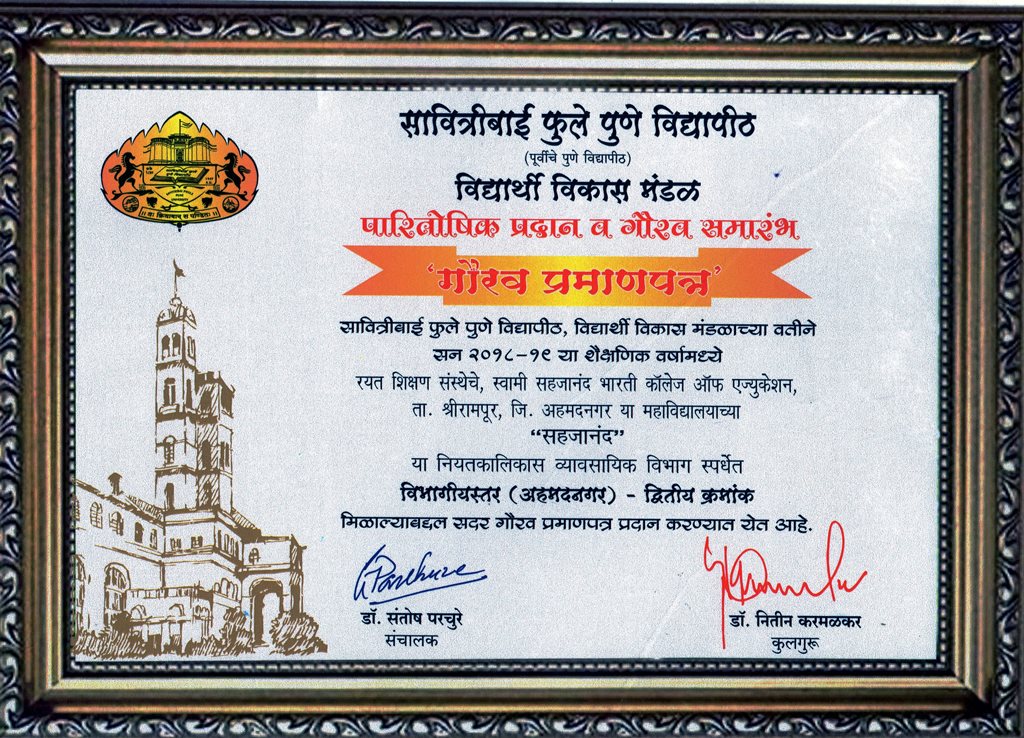 सावित्रीबाई फुले पुणे विद्यापीठ
(पूर्वीचे पुणे विद्यापीठ)
विद्यार्थी विकास मंडळ
पारितोषिक प्रदान व गौरव समारंभ
‘गौरव प्रमाणपत्र’
सावित्रीबाई फुले पुणे विद्यापीठ, विद्यार्थी विकास मंडळाच्या वतीने
सन २०१८-१९ या शैक्षणिक वर्षामध्ये
रयत शिक्षण संस्थेचे, स्वामी सहजानंद भारती कॉलेज ऑफ एज्युकेशन,
ता. श्रीरामपूर, जि. अहमदनगर या महाविद्यालयाच्या
“सहजानंद”
या नियतकालिकास व्यावसायिक विभाग स्पर्धेत
विभागीयस्तर (अहमदनगर) - द्वितीय क्रमांक
मिळाल्याबद्दल सदर गौरव प्रमाणपत्र प्रदान करण्यात येत आहे.
डॉ. संतोष परचुरे
संचालक
डॉ. नितीन करमळकर
कुलगुरू
॥ यः क्रियावान् स पण्डितः ॥